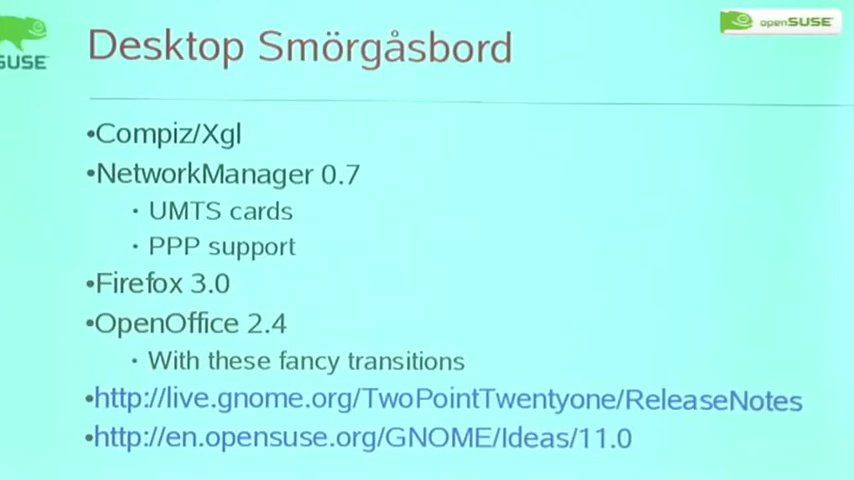 SUSE
openSUSE
Desktop Smörgåsbord
•Compiz/Xgl
•NetworkManager 0.7
• UMTS cards
• PPP support
•Firefox 3.0
•OpenOffice 2.4
• With these fancy transitions
•http://live.gnome.org/TwoPointTwentyone/ReleaseNotes
•http://en.opensuse.org/GNOME/Ideas/11.0